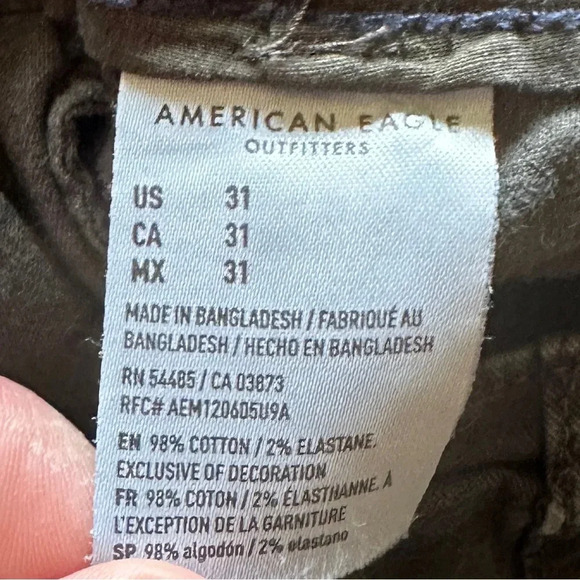 AMERICAN EAGLE
OUTFITTERS
US 31
CA 31
MX 31
MADE IN BANGLADESH / FABRIQUÉ AU
BANGLADESH / HECHO EN BANGLADESH
RN 54485 / CA 03873
RFC# AEM120605U9A
EN 98% COTTON / 2% ELASTANE.
EXCLUSIVE OF DECORATION
FR 98% COTON / 2% ÉLASTHANNE. À
L'EXCEPTION DE LA GARNITURE
SP 98% algodón / 2% elastano